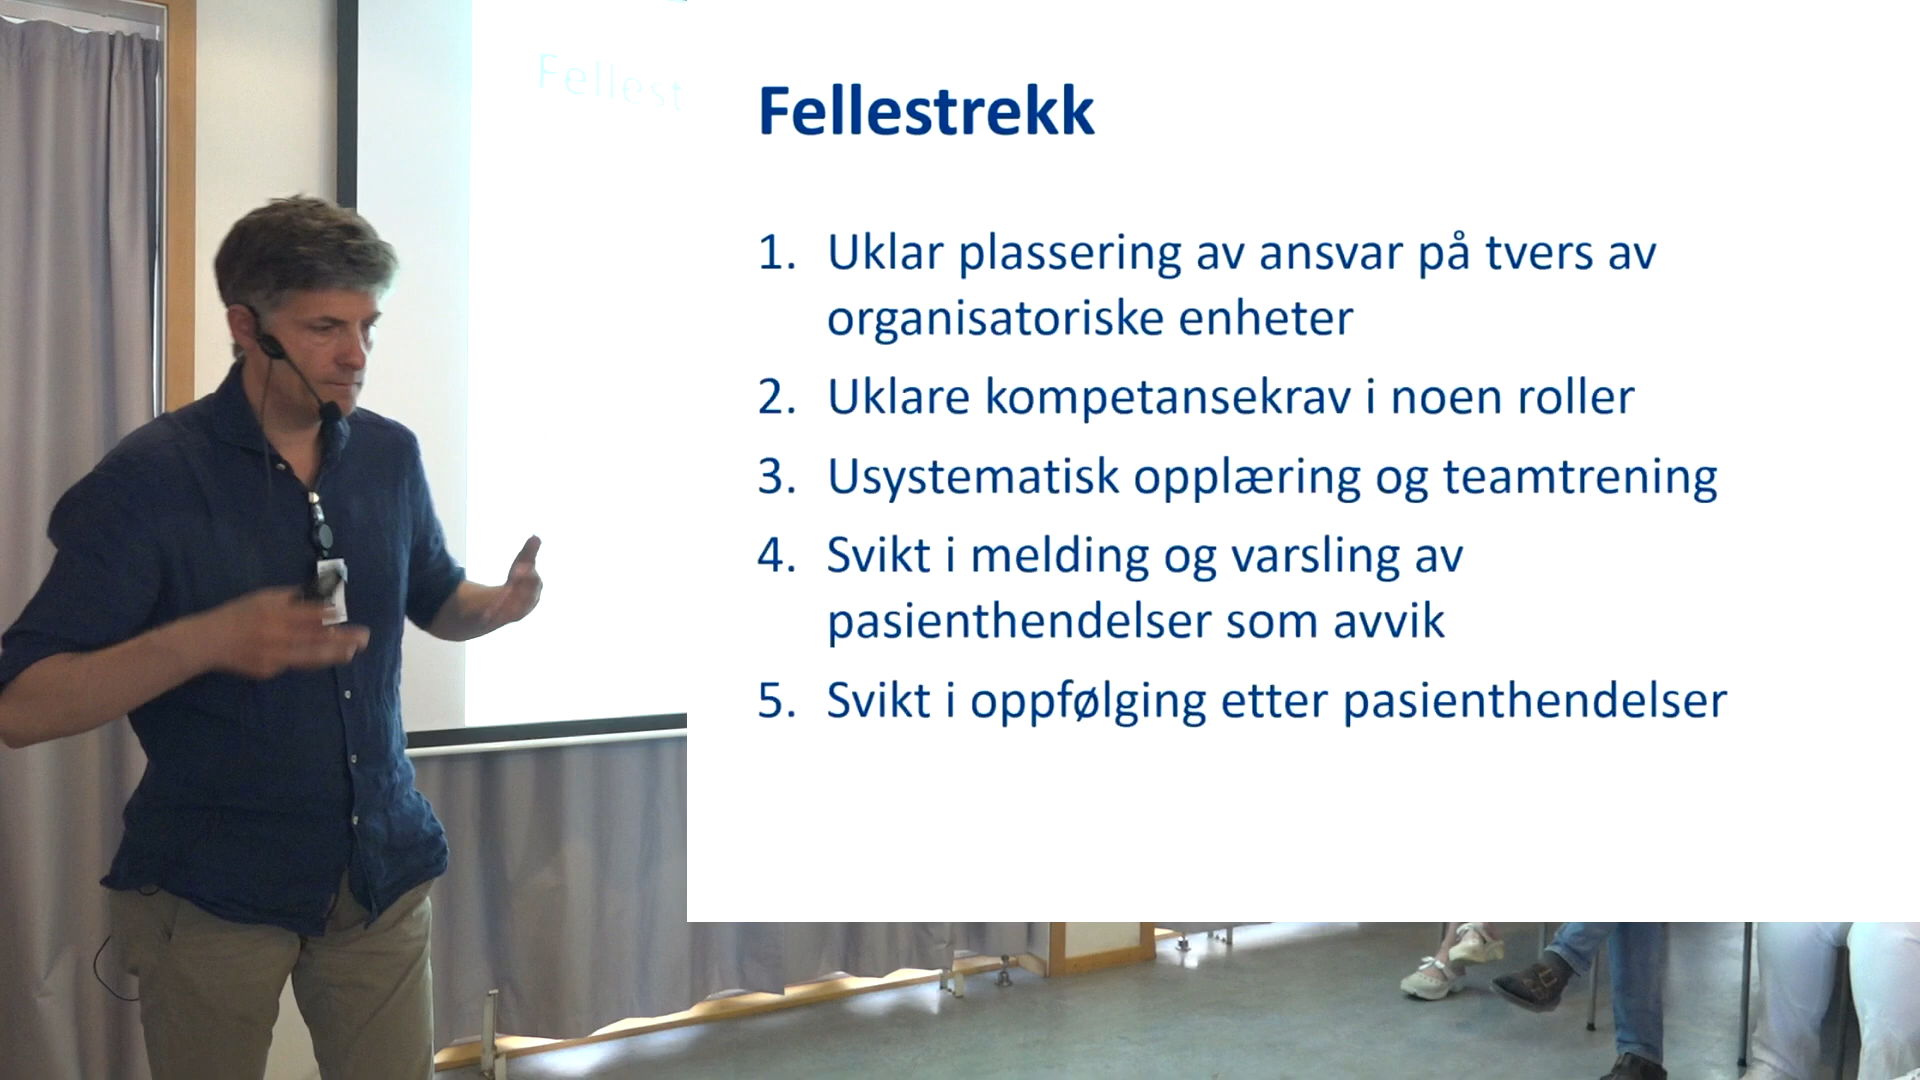 Fellest
Fellestrekk
1. Uklar plassering av ansvar på tvers av
organisatoriske enheter
2. Uklare kompetansekrav i noen roller
3. Usystematisk opplæring og teamtrening
4. Svikt i melding og varsling av
pasienthendelser som avvik
5. Svikt i oppfølging etter pasienthendelser